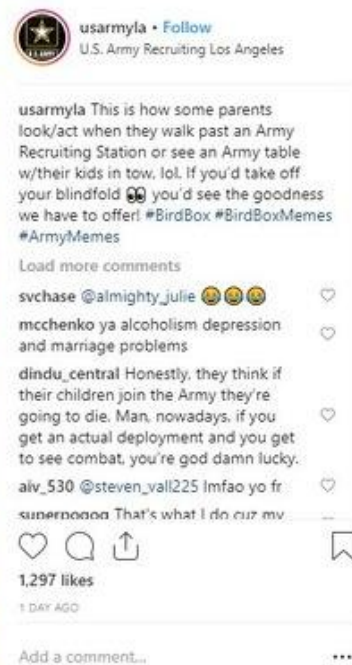 usarmyla • Follow
U.S. Army Recruiting Los Angeles
usarmyla This is how some parents
look/act when they walk past an Army
Recruiting Station or see an Army table
w/their kids in tow. lol. If you'd take off
your blindfold 👀 you'd see the goodness
we have to offer! #BirdBox #BirdBoxMemes
#ArmyMemes
Load more comments
svchase @almighty_julie 😂😂😂
mcchenko ya alcoholism depression
and marriage problems
dindu_central Honestly, they think if
their children join the Army they're
going to die. Man, nowadays, if you
get an actual deployment and you get
to see combat, you're god damn lucky.
aiv_530 @steven_vall225 lmfao yo fr
superpogog That's what I do cuz my
1,297 likes
1 DAY AGO
Add a comment...